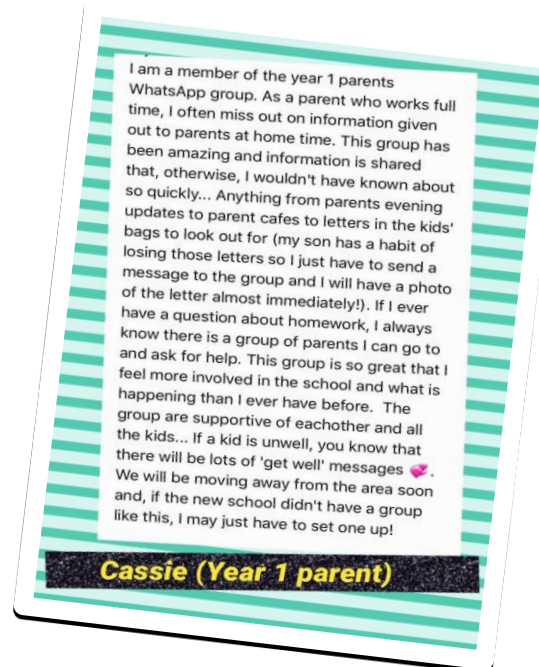 I am a member of the year 1 parents
WhatsApp group. As a parent who works full
time, I often miss out on information given
out to parents at home time. This group has
been amazing and information is shared
that, otherwise, I wouldn't have known about
so quickly... Anything from parents evening
updates to parent cafes to letters in the kids'
bags to look out for (my son has a habit of
losing those letters so I just have to send a
message to the group and I will have a photo
of the letter almost immediately!). If I ever
have a question about homework, I always
know there is a group of parents I can go to
and ask for help. This group is so great that I
feel more involved in the school and what is
happening than I ever have before.  The
group are supportive of eachother and all
the kids... If a kid is unwell, you know that
there will be lots of 'get well' messages 💞.
We will be moving away from the area soon
and, if the new school didn't have a group
like this, I may just have to set one up!
Cassie (Year 1 parent)